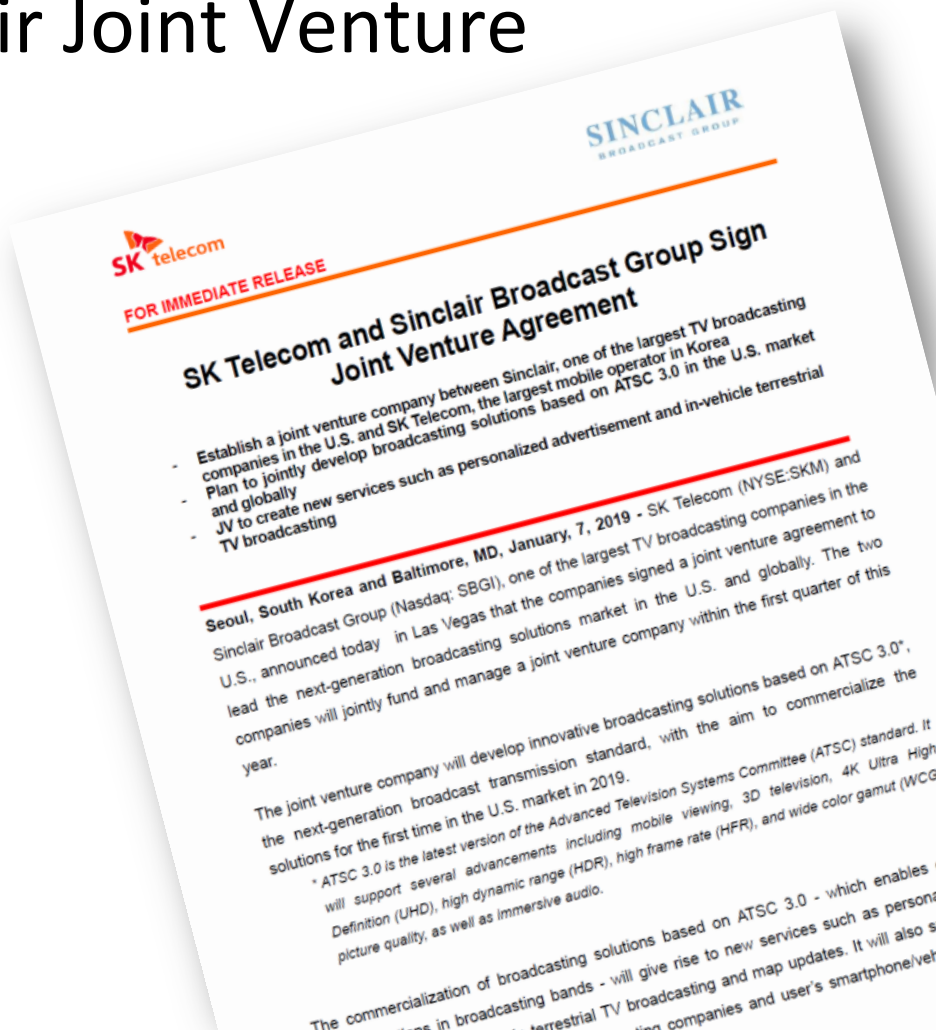 ir Joint Venture
SINCLAIR
BROADCAST GROUP
SK telecom
FOR IMMEDIATE RELEASE
SK Telecom and Sinclair Broadcast Group Sign
Joint Venture Agreement
- Establish a joint venture company between Sinclair, one of the largest TV broadcasting
companies in the U.S. and SK Telecom, the largest mobile operator in Korea
- Plan to jointly develop broadcasting solutions based on ATSC 3.0 in the U.S. market
and globally
- JV to create new services such as personalized advertisement and in-vehicle terrestrial
TV broadcasting
Seoul, South Korea and Baltimore, MD, January, 7, 2019 - SK Telecom (NYSE:SKM) and
Sinclair Broadcast Group (Nasdaq: SBGI), one of the largest TV broadcasting companies in the
U.S., announced today in Las Vegas that the companies signed a joint venture agreement to
lead the next-generation broadcasting solutions market in the U.S. and globally. The two
companies will jointly fund and manage a joint venture company within the first quarter of this
year.
The joint venture company will develop innovative broadcasting solutions based on ATSC 3.0*,
the next-generation broadcast transmission standard, with the aim to commercialize the
solutions for the first time in the U.S. market in 2019.
* ATSC 3.0 is the latest version of the Advanced Television Systems Committee (ATSC) standard. It
will support several advancements including mobile viewing, 3D television, 4K Ultra High
Definition (UHD), high dynamic range (HDR), high frame rate (HFR), and wide color gamut (WCG
picture quality, as well as immersive audio.
The commercialization of broadcasting solutions based on ATSC 3.0 - which enables
in broadcasting bands - will give rise to new services such as persona
terrestrial TV broadcasting and map updates. It will also s
companies and user's smartphone/veh